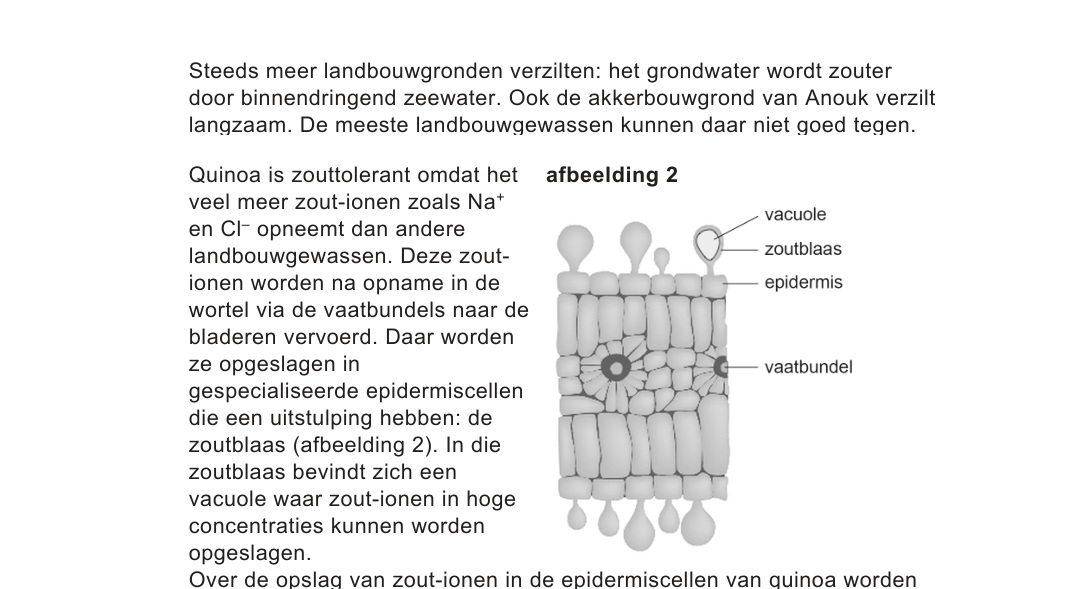 Steeds meer landbouwgronden verzilten: het grondwater wordt zouter
door binnendringend zeewater. Ook de akkerbouwgrond van Anouk verzilt
langzaam. De meeste landbouwgewassen kunnen daar niet goed tegen.
Quinoa is zouttolerant omdat het
veel meer zout-ionen zoals Na⁺
en Cl⁻ opneemt dan andere
landbouwgewassen. Deze zout-
ionen worden na opname in de
wortel via de vaatbundels naar de
bladeren vervoerd. Daar worden
ze opgeslagen in
gespecialiseerde epidermiscellen
die een uitstulping hebben: de
zoutblaas (afbeelding 2). In die
zoutblaas bevindt zich een
vacuole waar zout-ionen in hoge
concentraties kunnen worden
opgeslagen.
afbeelding 2
vacuole
zoutblaas
epidermis
vaatbundel
Over de opslag van zout-ionen in de epidermiscellen van quinoa worden